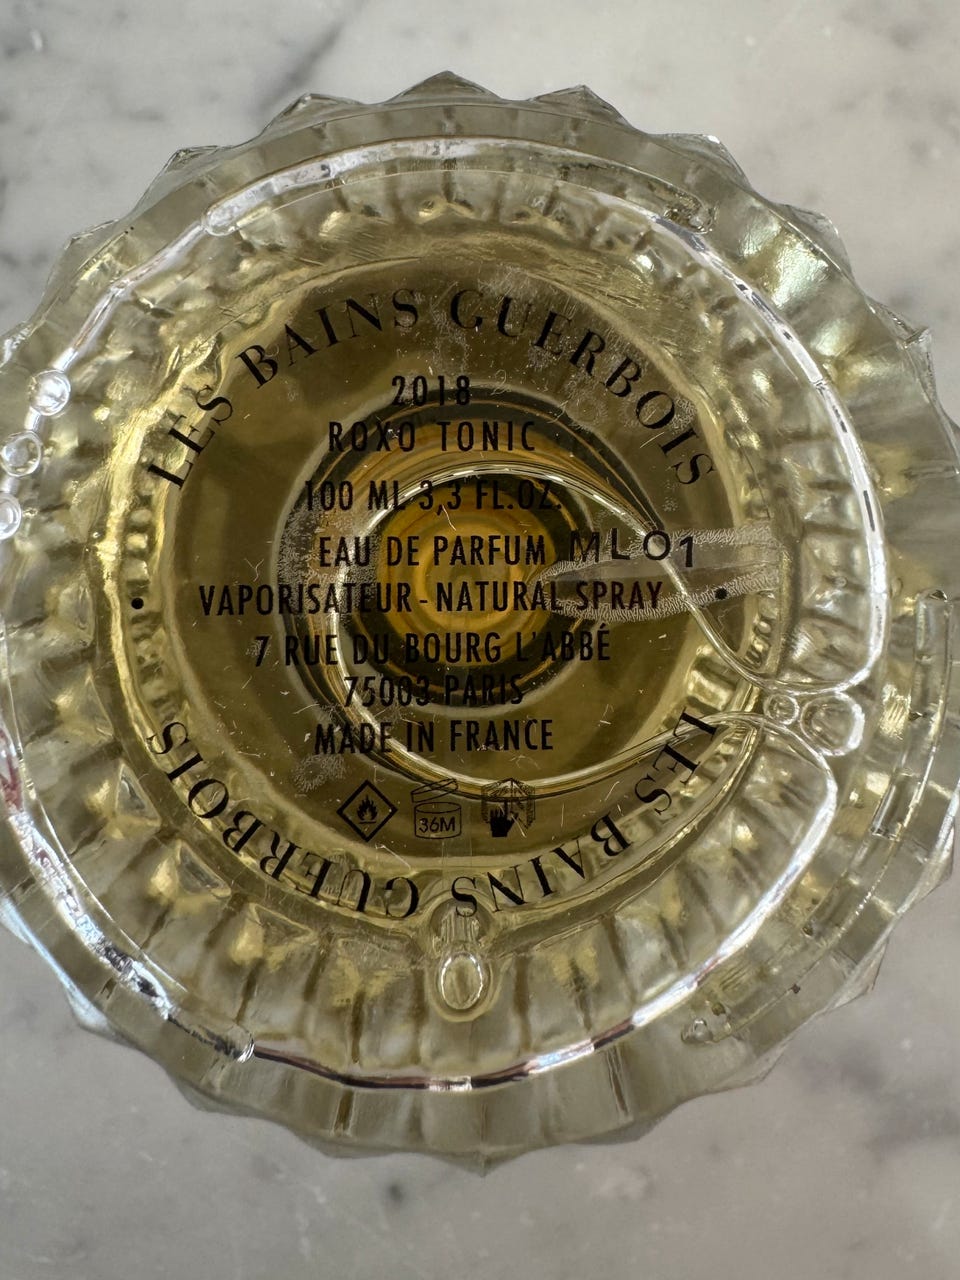 LES BAINS GUERBOIS
2018
ROXO TONIC
100 ML 3,3 FL.OZ.
EAU DE PARFUM ML01
VAPORISATEUR - NATURAL SPRAY
7 RUE DU BOURG L'ABBÉ
75003 PARIS
MADE IN FRANCE
36M
LES BAINS GUERBOIS